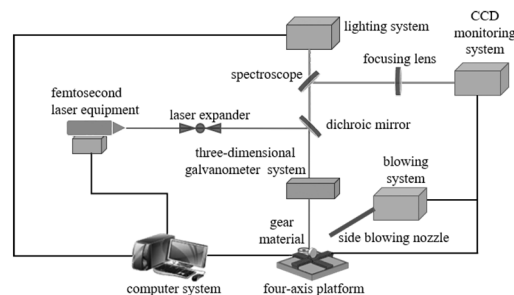 lighting system
CCD
monitoring
system
focusing lens
spectroscope
femtosecond
laser equipment
laser expander
dichroic mirror
three-dimensional
galvanometer system
blowing
system
gear
material
side blowing nozzle
computer system
four-axis platform